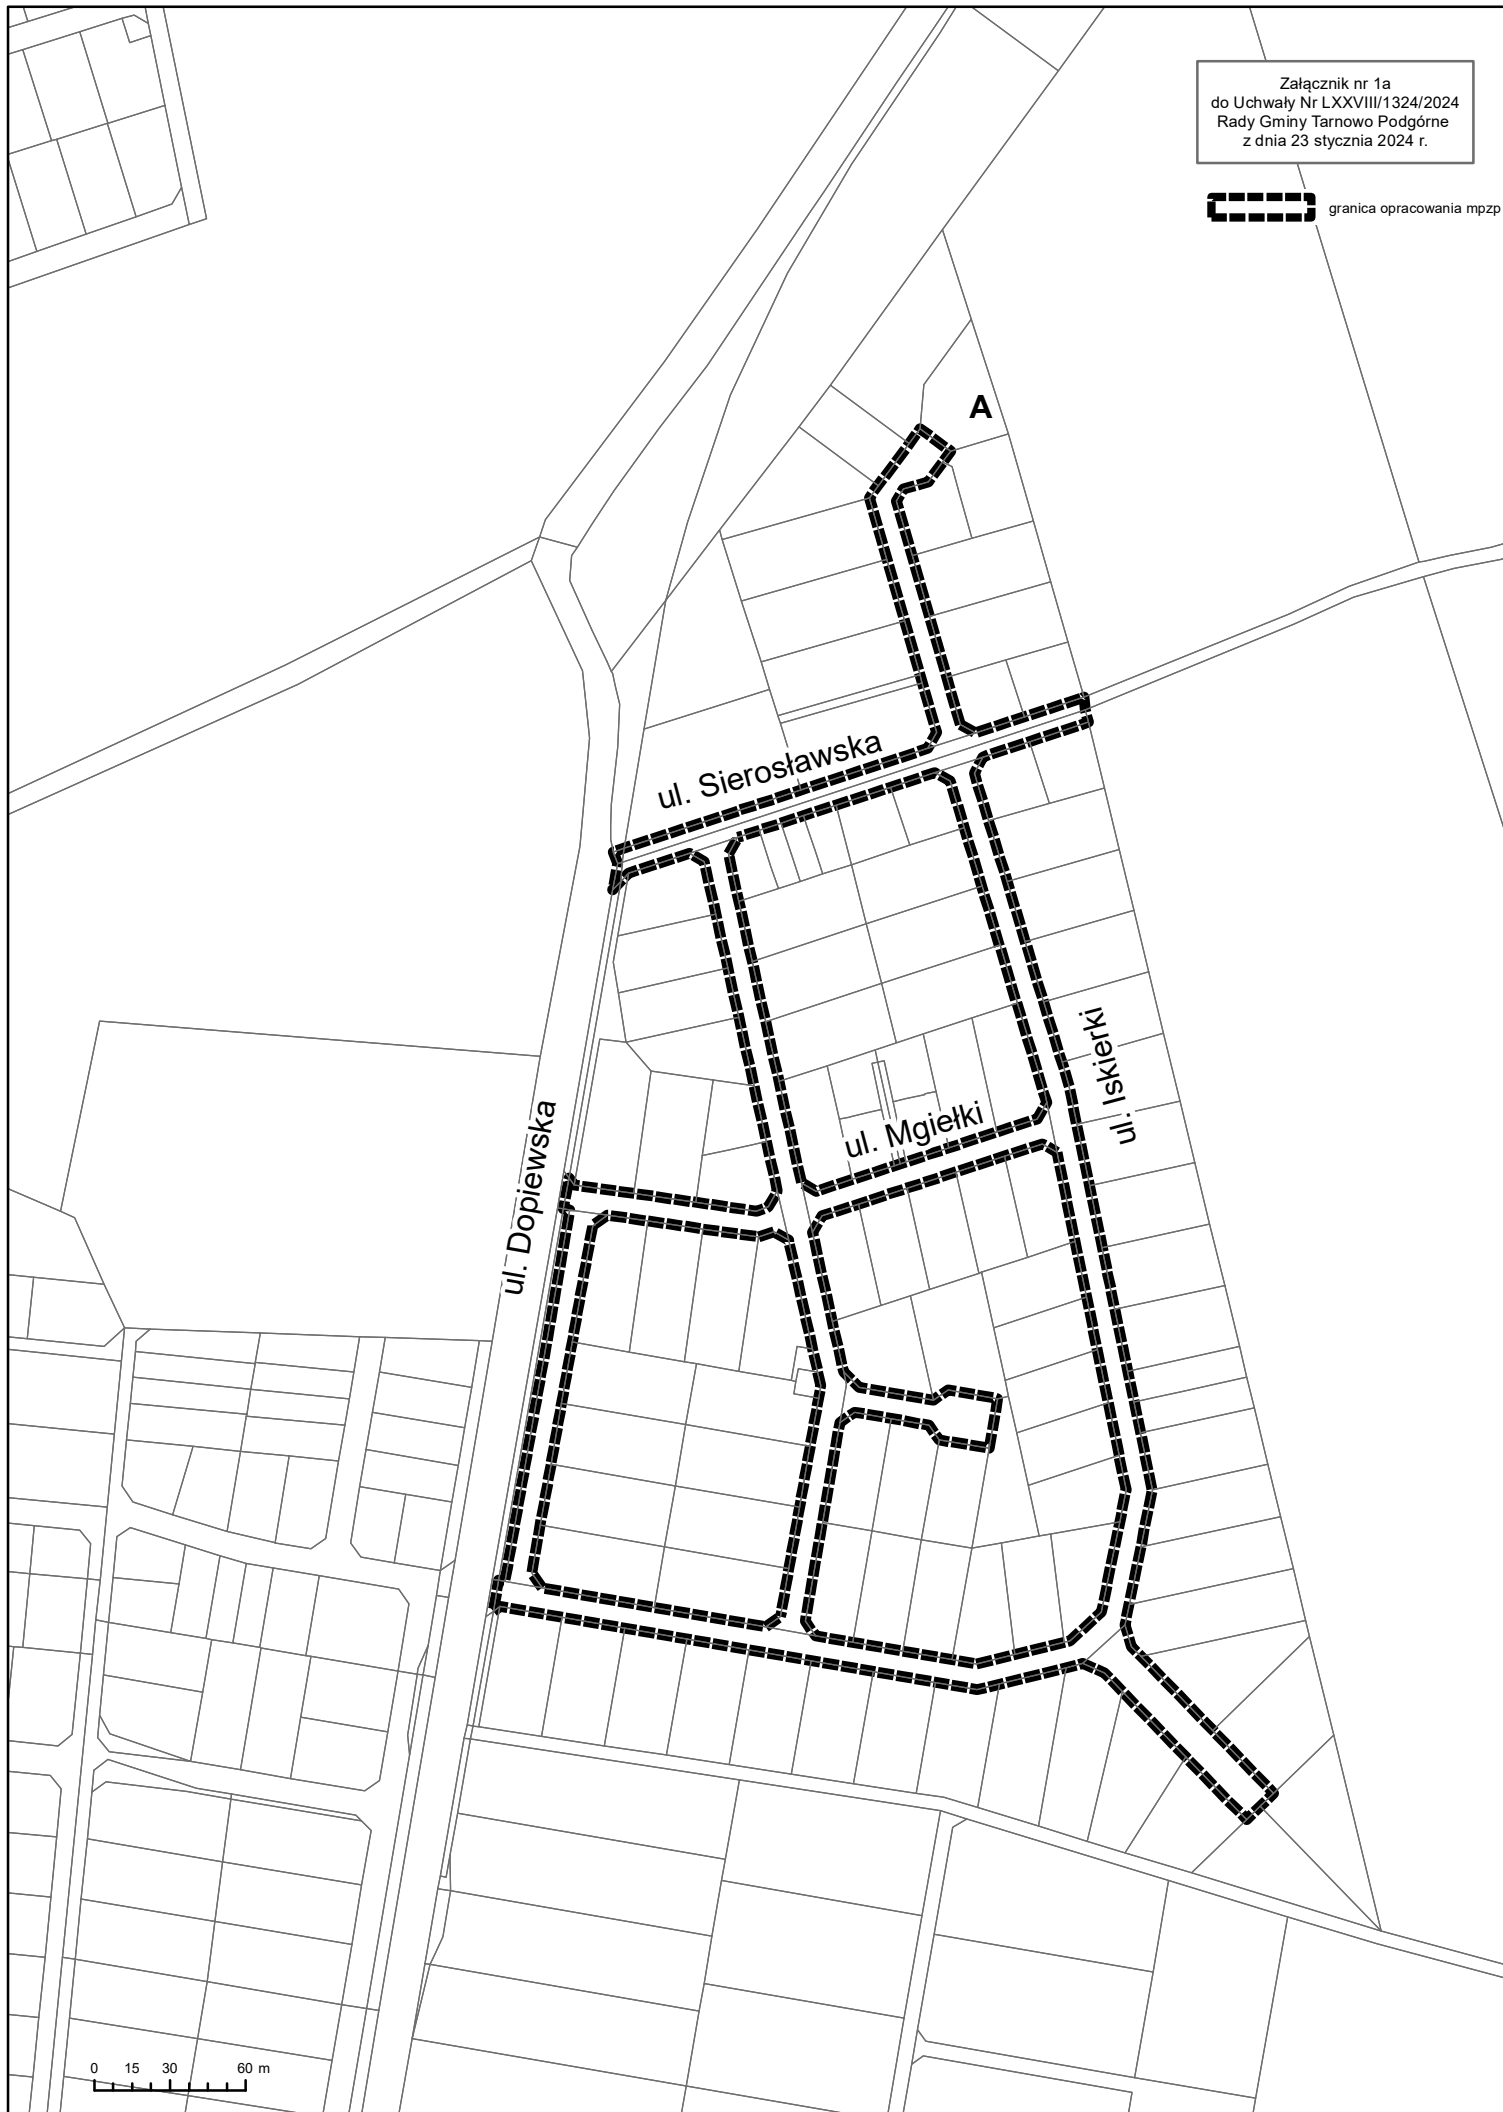 Załącznik nr 1a
do Uchwały Nr LXXVIII/1324/2024
Rady Gminy Tarnowo Podgórne
z dnia 23 stycznia 2024 r.
granica opracowania mpzp
A
ul. Sierosławska
ul. Iskierki
ul. Mgiełki
ul. Dopiewska
0 15 30 60 m